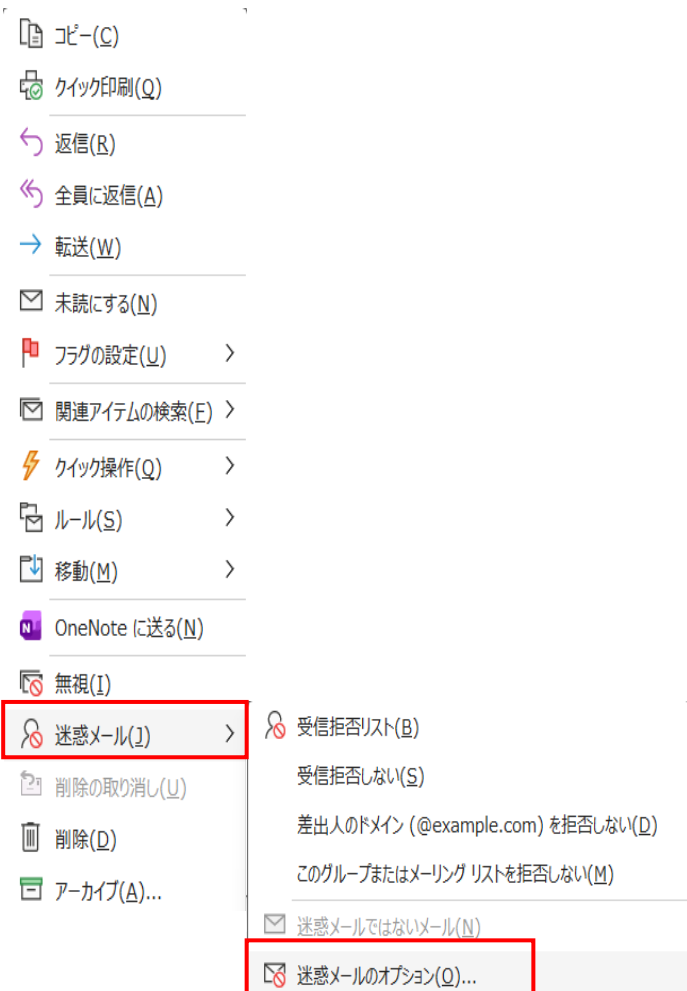 コピー(C)
クイック印刷(Q)
返信(R)
全員に返信(A)
転送(W)
未読にする(N)
フラグの設定(U)
関連アイテムの検索(F)
クイック操作(Q)
ルール(S)
移動(M)
OneNote に送る(N)
無視(I)
迷惑メール(J)
削除の取り消し(U)
削除(D)
アーカイブ(A)...
受信拒否リスト(B)
受信拒否しない(S)
差出人のドメイン (@example.com) を拒否しない(D)
このグループまたはメーリング リストを拒否しない(M)
迷惑メールではないメール(N)
迷惑メールのオプション(O)...